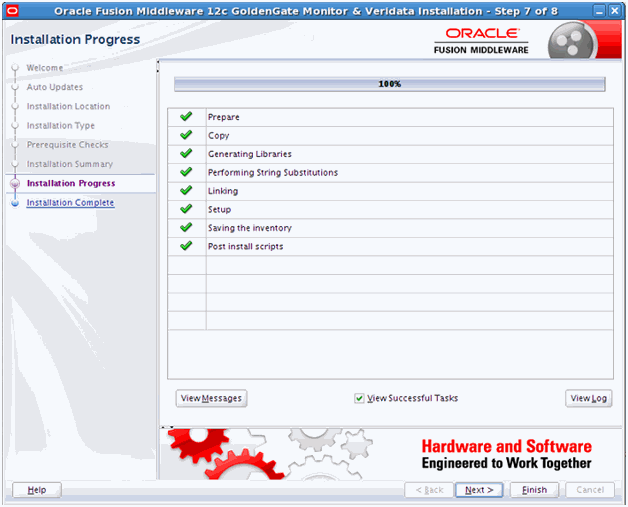 Oracle Fusion Middleware 12c GoldenGate Monitor & Veridata Installation - Step 7 of 8
Installation Progress
ORACLE
FUSION MIDDLEWARE
Welcome
Auto Updates
Installation Location
Installation Type
Prerequisite Checks
Installation Summary
Installation Progress
Installation Complete
100%
Prepare
Copy
Generating Libraries
Performing String Substitutions
Linking
Setup
Saving the inventory
Post install scripts
View Messages
View Successful Tasks
View Log
Hardware and Software
Engineered to Work Together
Help
< Back
Next >
Finish
Cancel